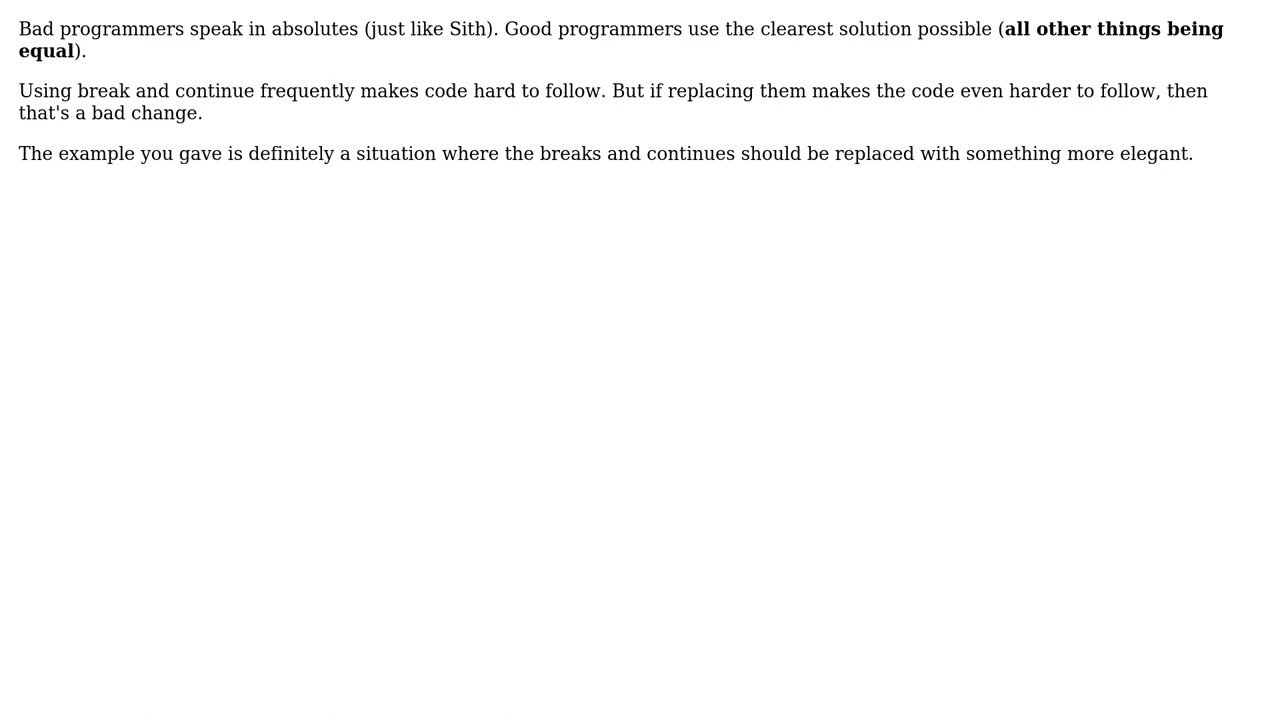 Bad programmers speak in absolutes (just like Sith). Good programmers use the clearest solution possible (all other things being
equal).
Using break and continue frequently makes code hard to follow. But if replacing them makes the code even harder to follow, then
that's a bad change.
The example you gave is definitely a situation where the breaks and continues should be replaced with something more elegant.